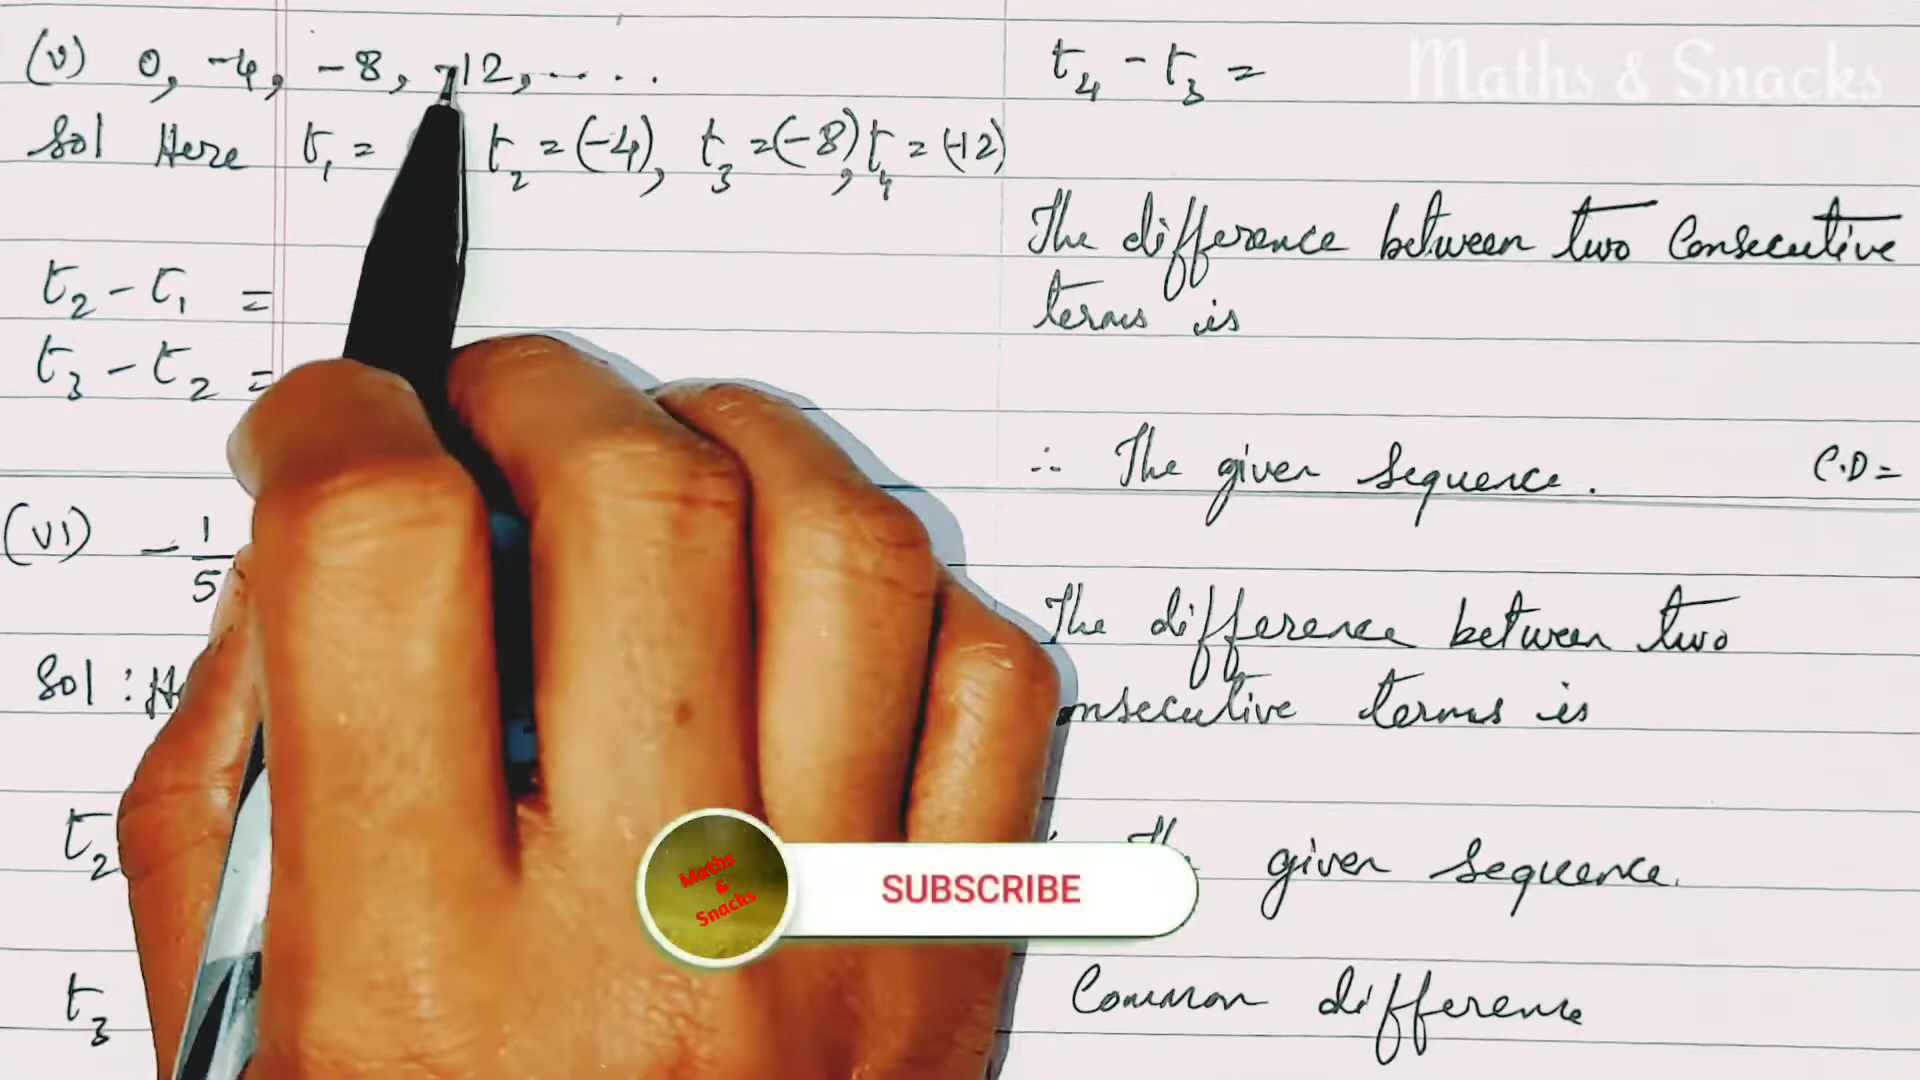 (v) 0, -4, -8, -12, ....
Sol Here t₁ = t₂ = (-4), t₃ = (-8), t₄ = (-12)
t₂ - t₁ =
t₃ - t₂ =
(vi) - 1/5
Sol :
t₂
t₃
Maths & Snacks
t₄ - t₃ =
The difference between two Consecutive
terms is
∴ The given sequence. C.D =
The difference between two
nsecutive terms is
given sequence.
Common difference
Maths
&
Snacks
SUBSCRIBE